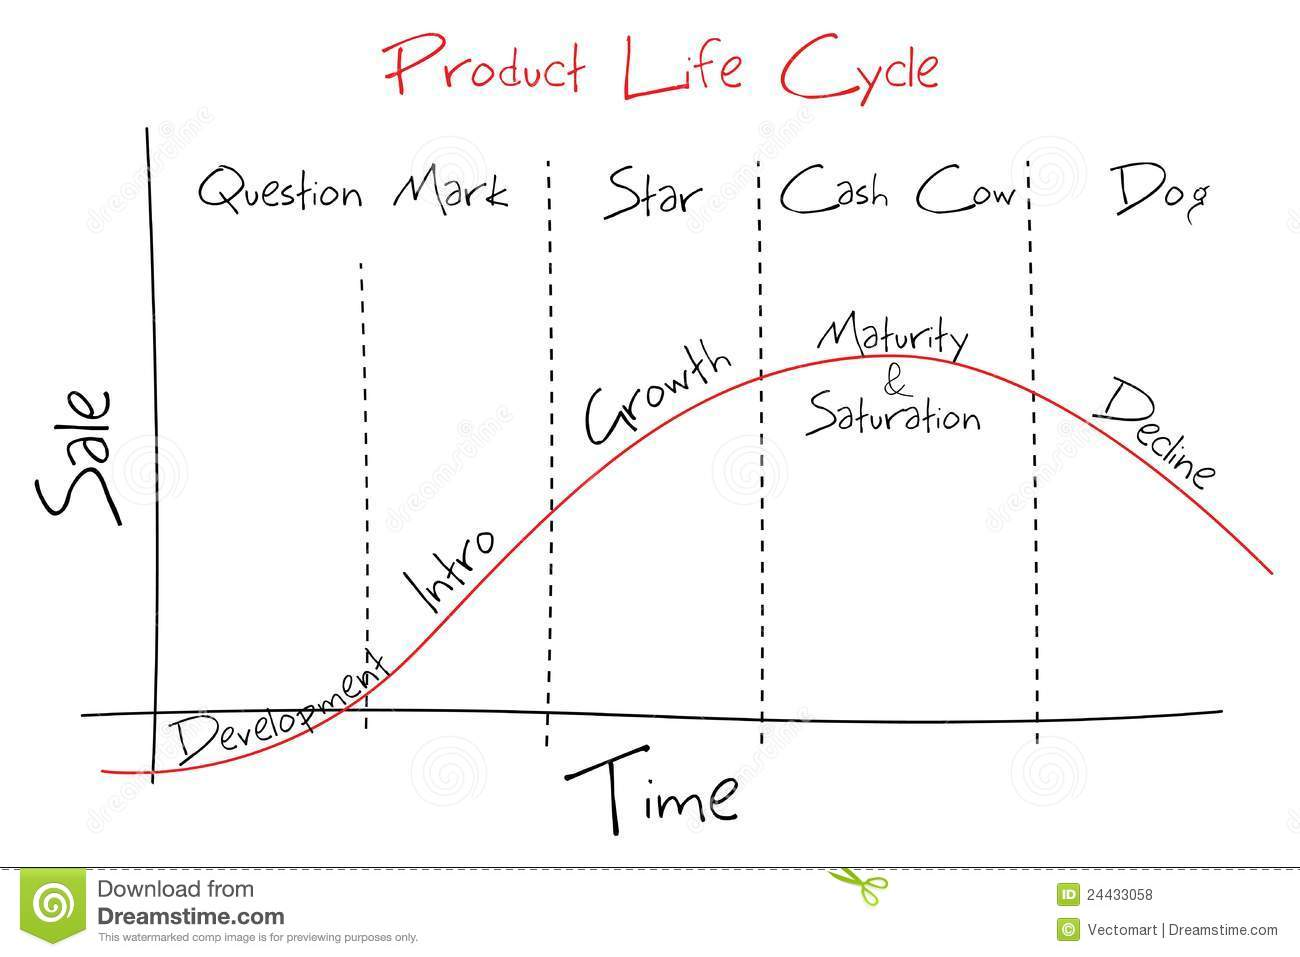 Product Life Cycle
Question Mark
Star
Cash Cow
Dog
Maturity
&
Saturation
Growth
Decline
Sale
Intro
Development
Time
Download from
Dreamstime.com
This watermarked comp image is for previewing purposes only.
ID 24433058
© Vectomart | Dreamstime.com